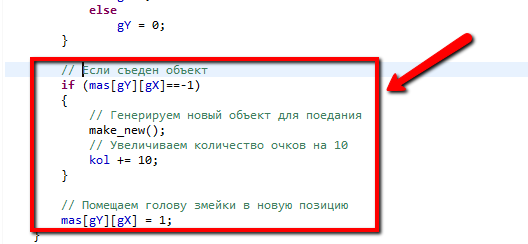 else
gY = 0;
}
// Если съеден объект
if (mas[gY][gX]==-1)
{
// Генерируем новый объект для поедания
make_new();
// Увеличиваем количество очков на 10
kol += 10;
}
// Помещаем голову змейки в новую позицию
mas[gY][gX] = 1;
}